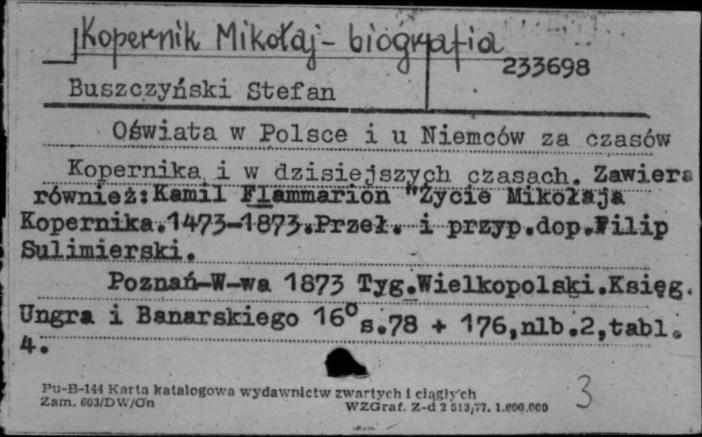 Kopernik Mikołaj - biografia
233698
Buszczyński Stefan
Oświata w Polsce i u Niemców za czasów
Kopernika i w dzisiejszych czasach. Zawiera
również: Kamil Flammarion "Życie Mikołaja
Kopernika.1473-1873.Przeł. i przyp.dop.Filip
Sulimierski.
Poznań-W-wa 1873 Tyg.Wielkopolski.Księg.
Ungra i Banarskiego 16° s.78 + 176,nlb.2,tabl.
4.
Pu-B-144 Karta katalogowa wydawnictw zwartych i ciągłych
Zam. 603/DW/On WZGraf. Z-d 2 513/77. 1.000.000
3